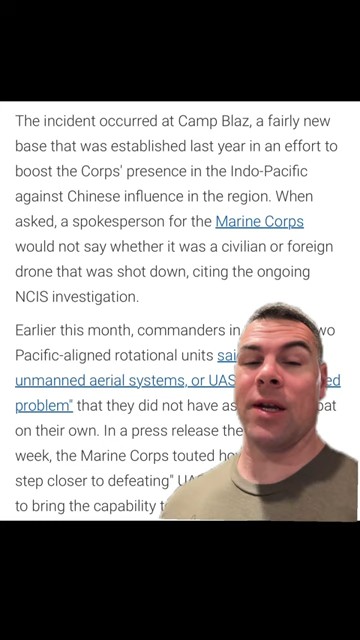 The incident occurred at Camp Blaz, a fairly new
base that was established last year in an effort to
boost the Corps' presence in the Indo-Pacific
against Chinese influence in the region. When
asked, a spokesperson for the Marine Corps
would not say whether it was a civilian or foreign
drone that was shot down, citing the ongoing
NCIS investigation.
Earlier this month, commanders in
Pacific-aligned rotational units
unmanned aerial systems, or UAS
problem" that they did not have
on their own. In a press release the
week, the Marine Corps touted
step closer to defeating"
to bring the capability